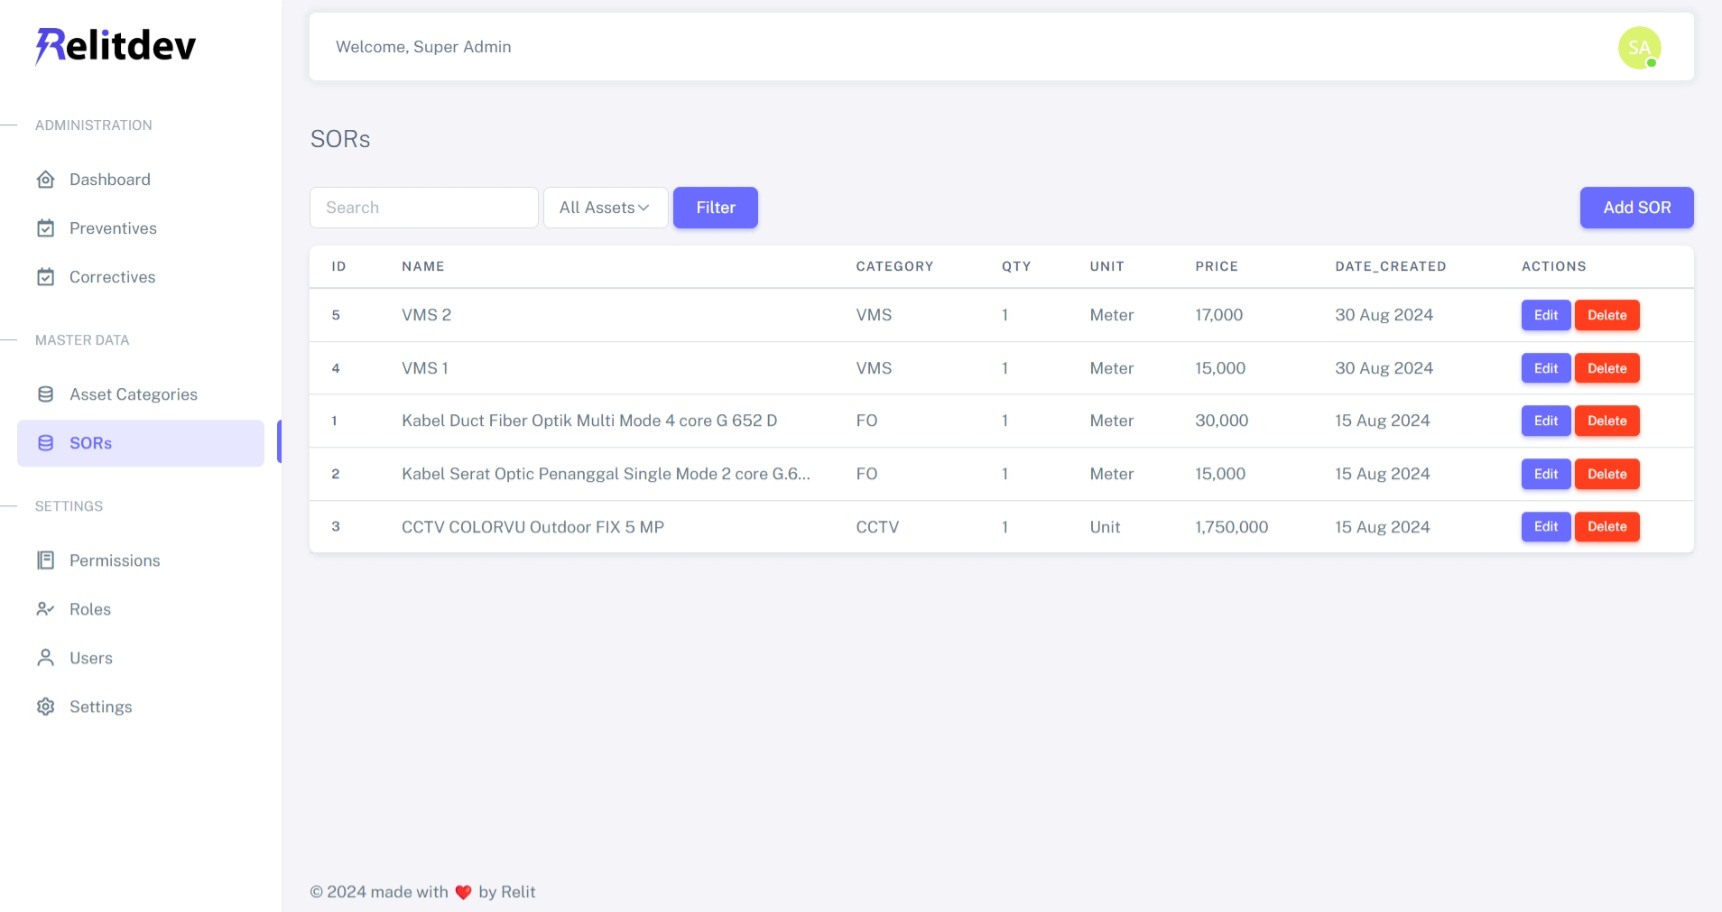 Relitdev
Welcome, Super Admin
SA
ADMINISTRATION
Dashboard
Preventives
Correctives
MASTER DATA
Asset Categories
SORs
SETTINGS
Permissions
Roles
Users
Settings
SORs
Search All Assets Filter Add SOR
ID NAME CATEGORY QTY UNIT PRICE DATE_CREATED ACTIONS
5 VMS 2 VMS 1 Meter 17,000 30 Aug 2024 Edit Delete
4 VMS 1 VMS 1 Meter 15,000 30 Aug 2024 Edit Delete
1 Kabel Duct Fiber Optik Multi Mode 4 core G 652 D FO 1 Meter 30,000 15 Aug 2024 Edit Delete
2 Kabel Serat Optic Penanggal Single Mode 2 core G.6... FO 1 Meter 15,000 15 Aug 2024 Edit Delete
3 CCTV COLORVU Outdoor FIX 5 MP CCTV 1 Unit 1,750,000 15 Aug 2024 Edit Delete
© 2024 made with ❤️ by Relit